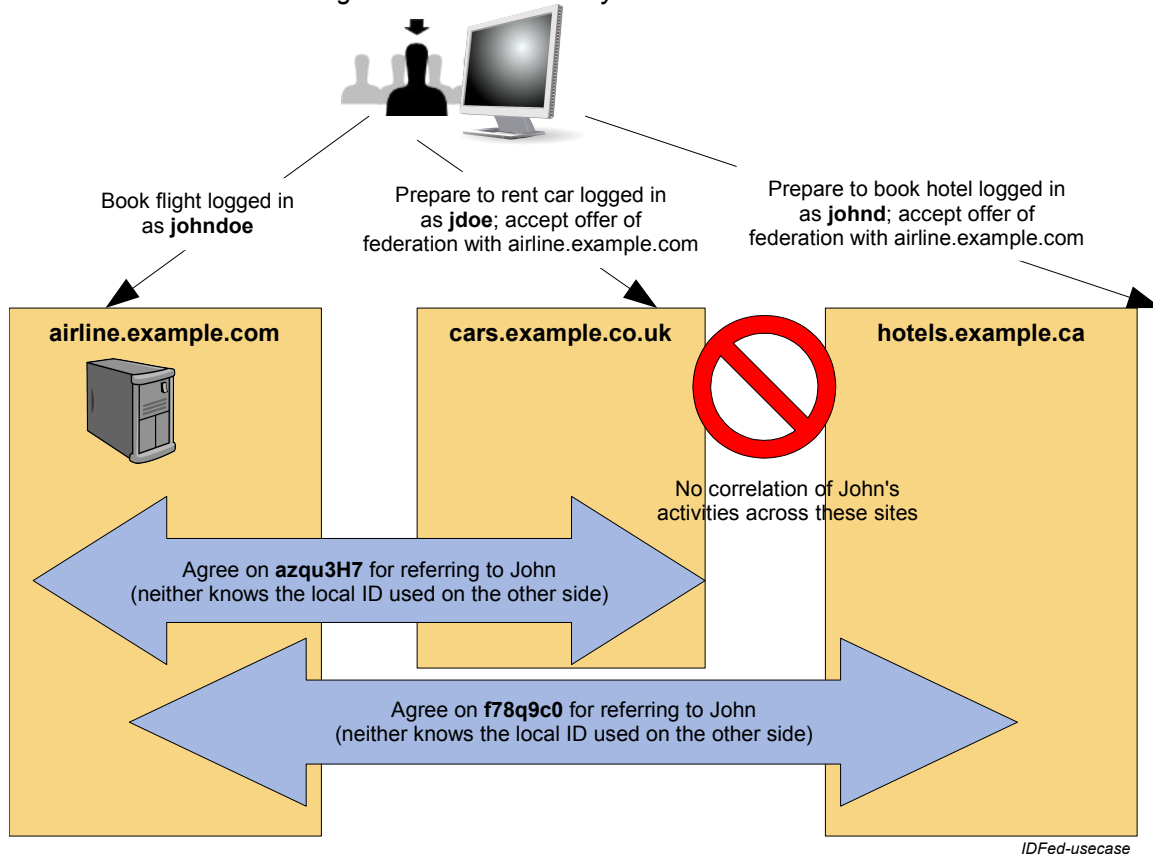 Book flight logged in
as johndoe
Prepare to rent car logged in
as jdoe; accept offer of
federation with airline.example.com
Prepare to book hotel logged in
as johnd; accept offer of
federation with airline.example.com
airline.example.com
cars.example.co.uk
hotels.example.ca
No correlation of John's
activities across these sites
Agree on azqu3H7 for referring to John
(neither knows the local ID used on the other side)
Agree on f78q9c0 for referring to John
(neither knows the local ID used on the other side)
IDFed-usecase